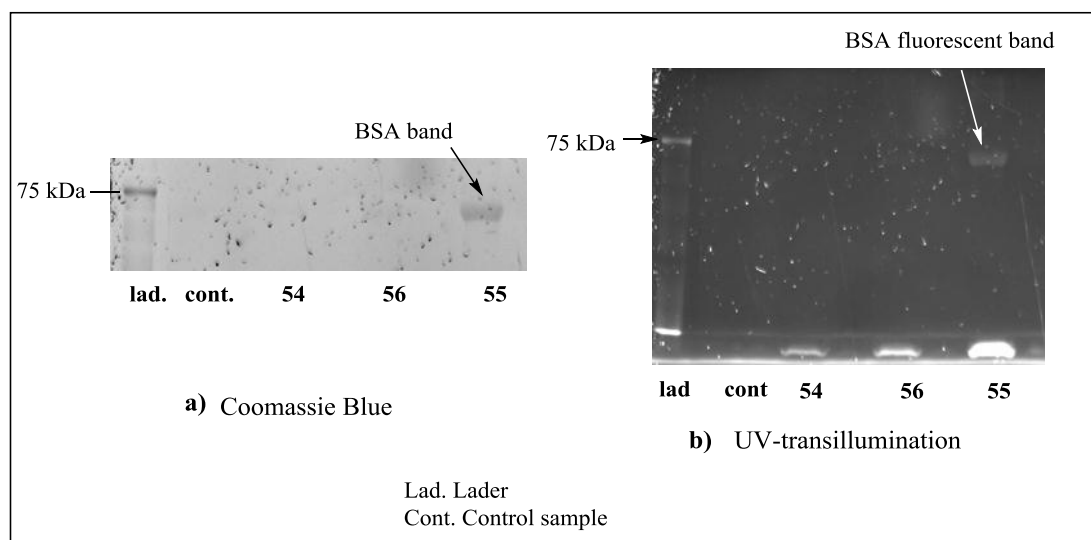 BSA fluorescent band
BSA band
75 kDa
75 kDa
lad. cont. 54 56 55
lad cont 54 56 55
a) Coomassie Blue
b) UV-transillumination
Lad. Lader
Cont. Control sample